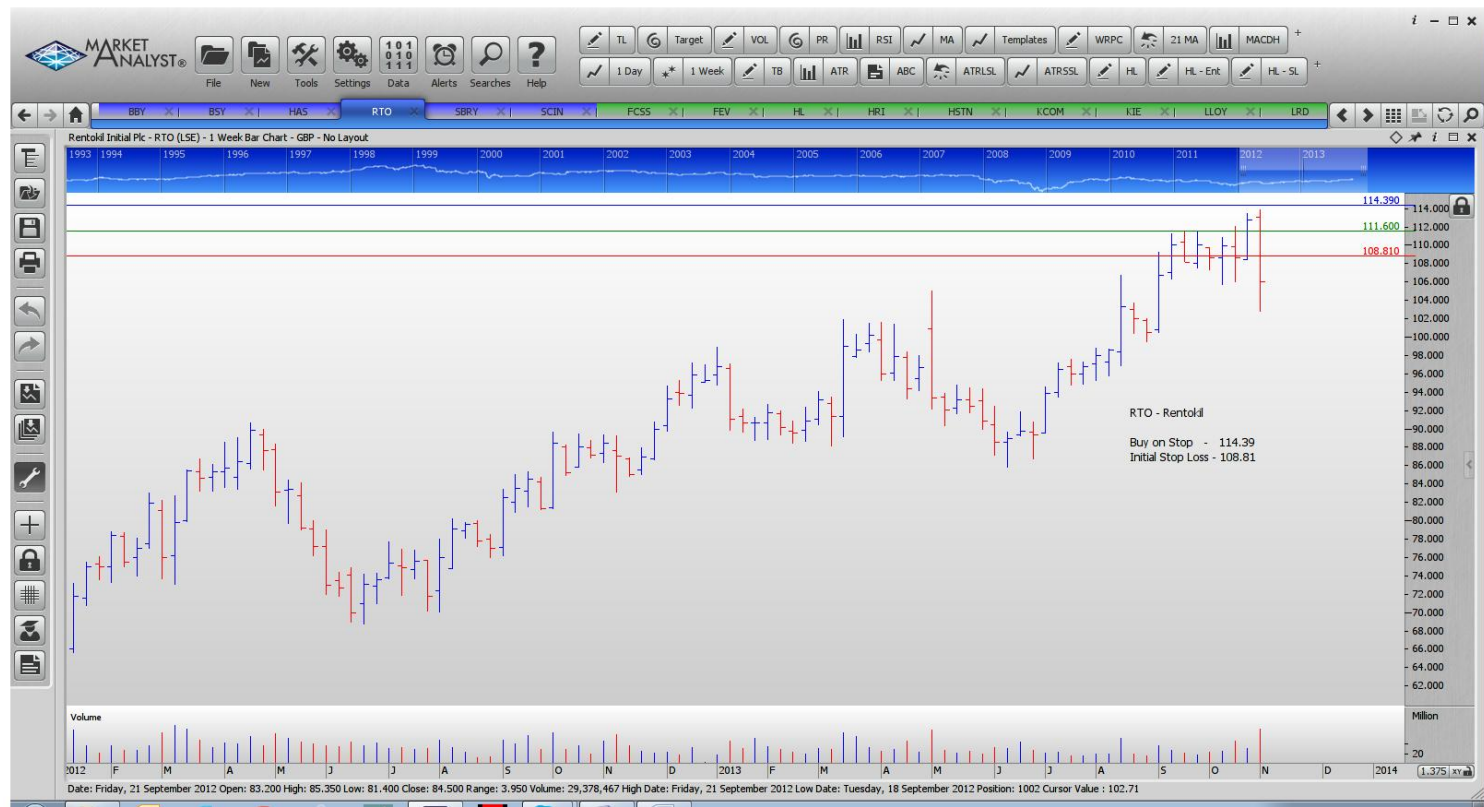 i
MARKET ANALYST®
File New Tools Settings Data Alerts Searches Help
101
010
111
TL Target VOL PR RSI MA Templates WRPC 21 MA MACDH +
1 Day 1 Week TB ATR ABC ATRLSL ATRSSL HL HL - Ent HL - SL +
BBY BSY HAS RTO SBRY SCIN FCSS FEV HL HRI HSTN KCOM KIE LLOY LRD
Rentokil Initial Plc - RTO (LSE) - 1 Week Bar Chart - GBP - No Layout
i
1993 1994 1995 1996 1997 1998 1999 2000 2001 2002 2003 2004 2005 2006 2007 2008 2009 2010 2011 2012 2013
114.390
114.000
111.600
112.000
110.000
108.810
108.000
106.000
104.000
102.000
100.000
98.000
96.000
94.000
92.000
90.000
88.000
86.000
84.000
82.000
80.000
78.000
76.000
74.000
72.000
70.000
68.000
66.000
64.000
62.000
RTO - Rentokil
Buy on Stop - 114.39
Initial Stop Loss - 108.81
Volume
Million
20
2012 F M A M J J A S O N D 2013 F M A M J J A S O N D 2014
1.375 XY
Date: Friday, 21 September 2012 Open: 83.200 High: 85.350 Low: 81.400 Close: 84.500 Range: 3.950 Volume: 29,378,467 High Date: Friday, 21 September 2012 Low Date: Tuesday, 18 September 2012 Position: 1002 Cursor Value : 102.71